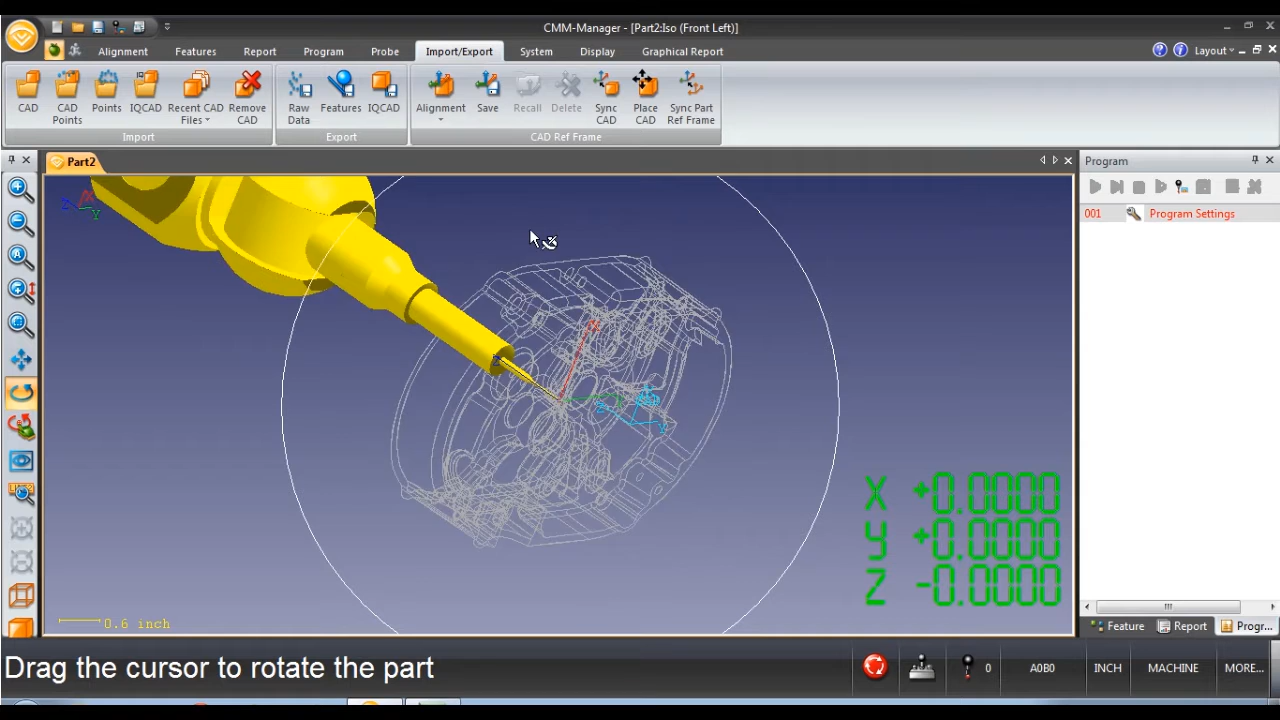 CMM-Manager - [Part2:Iso (Front Left)]
Alignment Features Report Program Probe Import/Export System Display Graphical Report Layout
CAD CAD Points Points IQCAD Recent CAD Files Remove CAD Raw Data Features IQCAD Alignment Save Recall Delete Sync CAD Place CAD Sync Part Ref Frame
Import Export CAD Ref Frame
Part2
Program
001 Program Settings
X
Z
Z Y
X +0.0000
Y +0.0000
Z -0.0000
0.6 inch
Feature Report Progr...
Drag the cursor to rotate the part
0 A0B0 INCH MACHINE MORE...